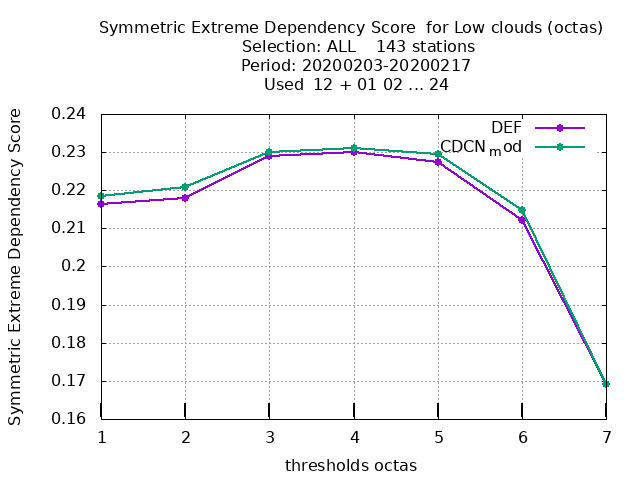 Symmetric Extreme Dependency Score  for Low clouds (octas)
Selection: ALL    143 stations
Period: 20200203-20200217
Used  12 + 01 02 ... 24
Symmetric Extreme Dependency Score
0.24
0.23
0.22
0.21
0.2
0.19
0.18
0.17
0.16
DEF
CDCNmod
1 2 3 4 5 6 7
thresholds octas